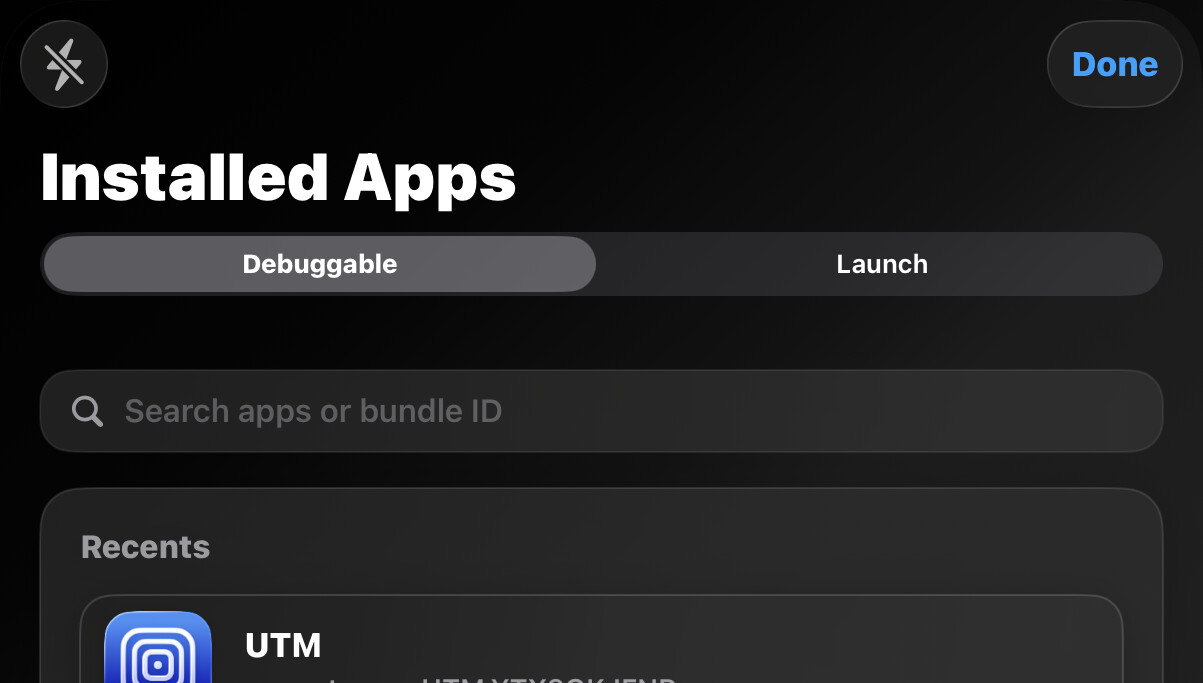 Done
Installed Apps
Debuggable
Launch
Search apps or bundle ID
Recents
UTM